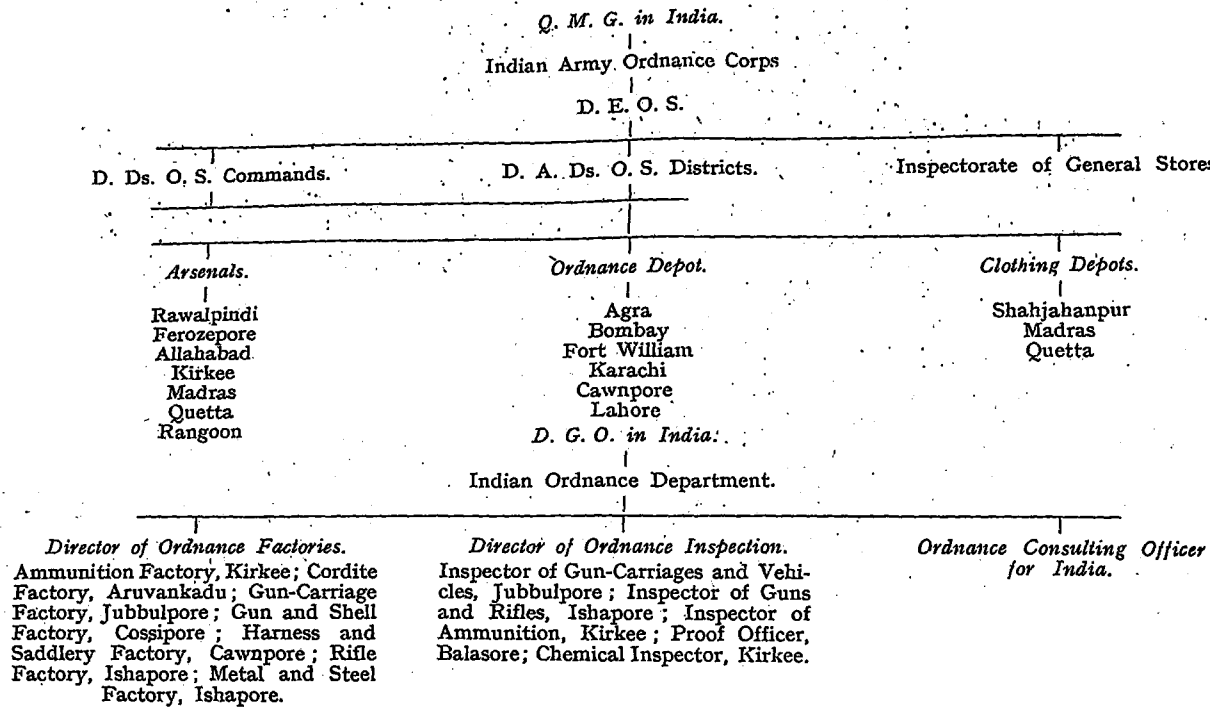 Q. M. G. in India.
Indian Army Ordnance Corps
D. E. O. S.
D. Ds. O. S. Commands.
D. A. Ds. O. S. Districts.
Inspectorate of General Stores
Arsenals.
Rawalpindi
Ferozepore
Allahabad
Kirkee
Madras
Quetta
Rangoon
Ordnance Depot.
Agra
Bombay
Fort William
Karachi
Cawnpore
Lahore
Clothing Depots.
Shahjahanpur
Madras
Quetta
D. G. O. in India.
Indian Ordnance Department.
Director of Ordnance Factories.
Ammunition Factory, Kirkee; Cordite
Factory, Aruvankadu; Gun-Carriage
Factory, Jubbulpore; Gun and Shell
Factory, Cossipore; Harness and
Saddlery Factory, Cawnpore; Rifle
Factory, Ishapore; Metal and Steel
Factory, Ishapore.
Director of Ordnance Inspection.
Inspector of Gun-Carriages and Vehi-
cles, Jubbulpore; Inspector of Guns
and Rifles, Ishapore; Inspector of
Ammunition, Kirkee; Proof Officer,
Balasore; Chemical Inspector, Kirkee.
Ordnance Consulting Officer
for India.